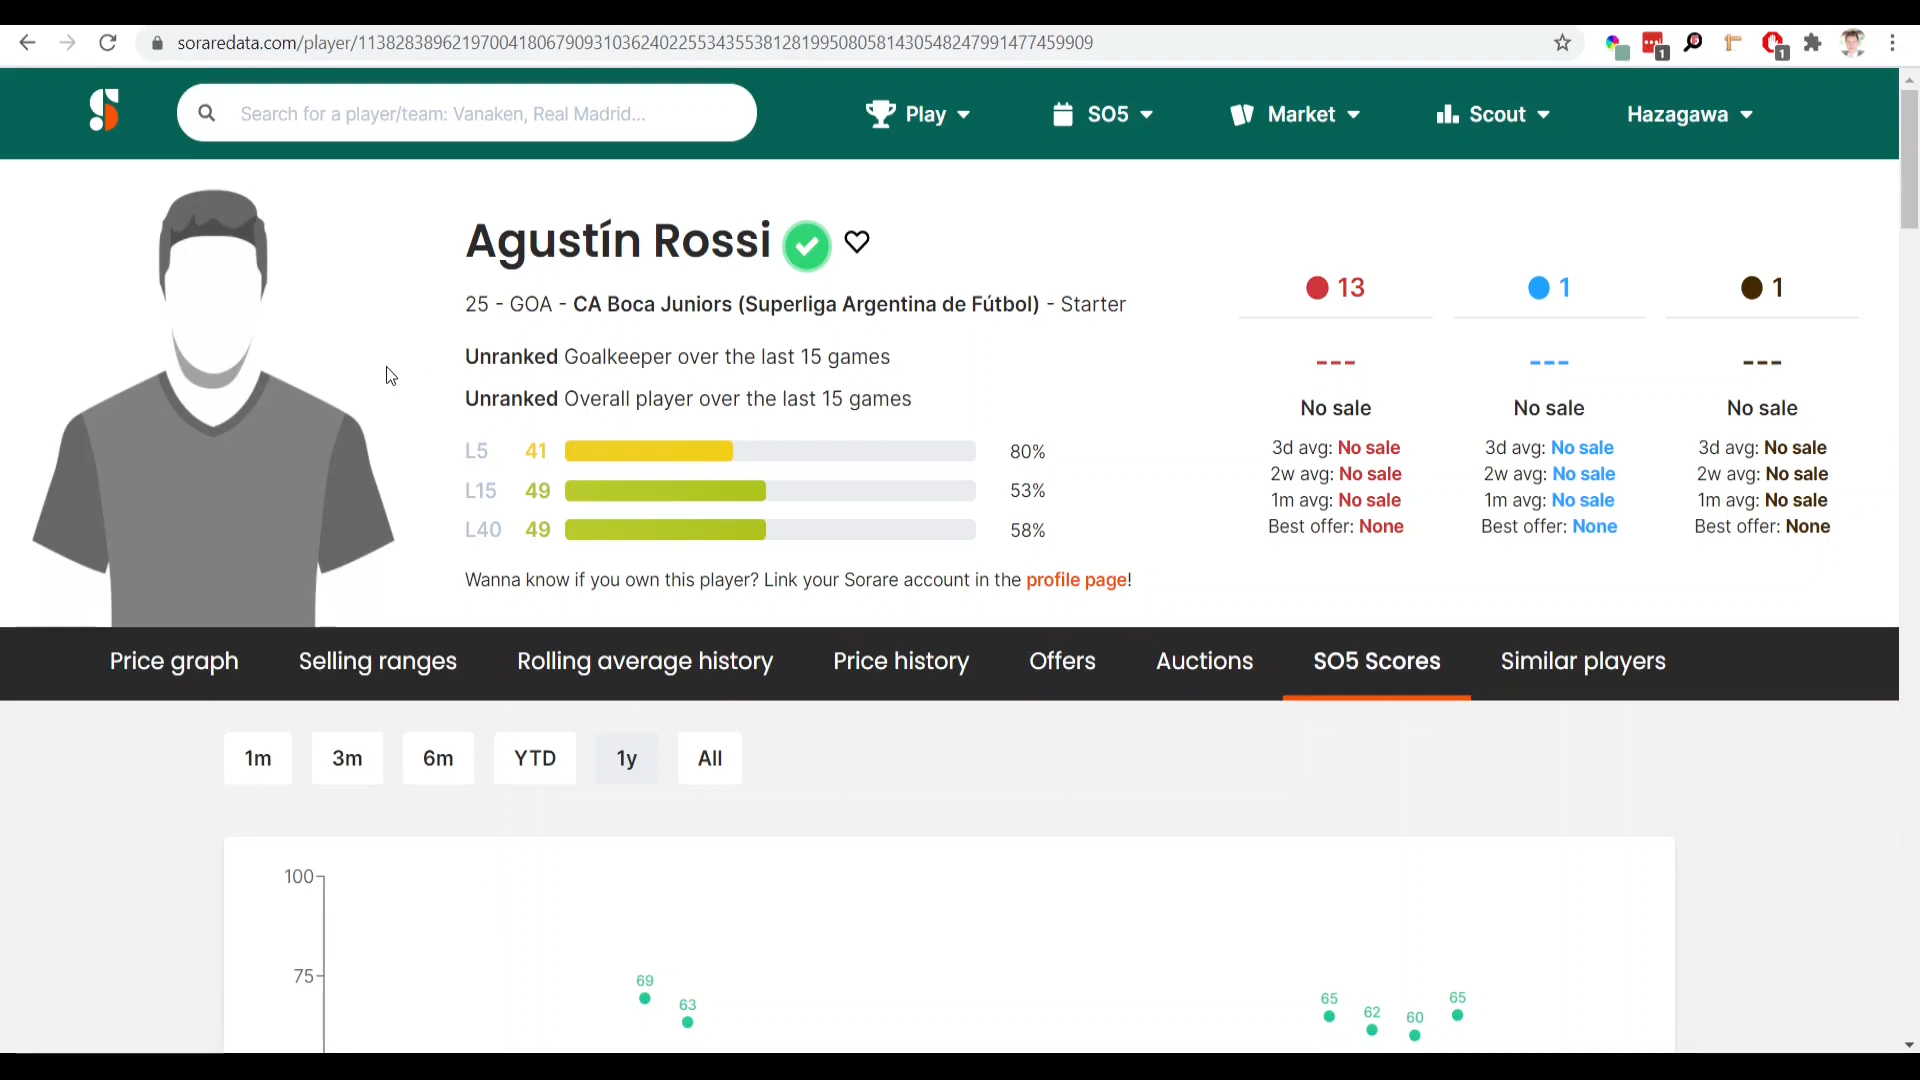 soraredata.com/player/113828389621970041806790931036240225534355381281995080581430548247991477459909
1
1
Search for a player/team: Vanaken, Real Madrid...
Play
SO5
Market
Scout
Hazagawa
Agustín Rossi
25 - GOA - CA Boca Juniors (Superliga Argentina de Fútbol) - Starter
Unranked Goalkeeper over the last 15 games
Unranked Overall player over the last 15 games
L5 41 80%
L15 49 53%
L40 49 58%
Wanna know if you own this player? Link your Sorare account in the profile page!
13
---
No sale
3d avg: No sale
2w avg: No sale
1m avg: No sale
Best offer: None
1
---
No sale
3d avg: No sale
2w avg: No sale
1m avg: No sale
Best offer: None
1
---
No sale
3d avg: No sale
2w avg: No sale
1m avg: No sale
Best offer: None
Price graph Selling ranges Rolling average history Price history Offers Auctions SO5 Scores Similar players
1m 3m 6m YTD 1y All
100
75
69
63
65
62
60
65